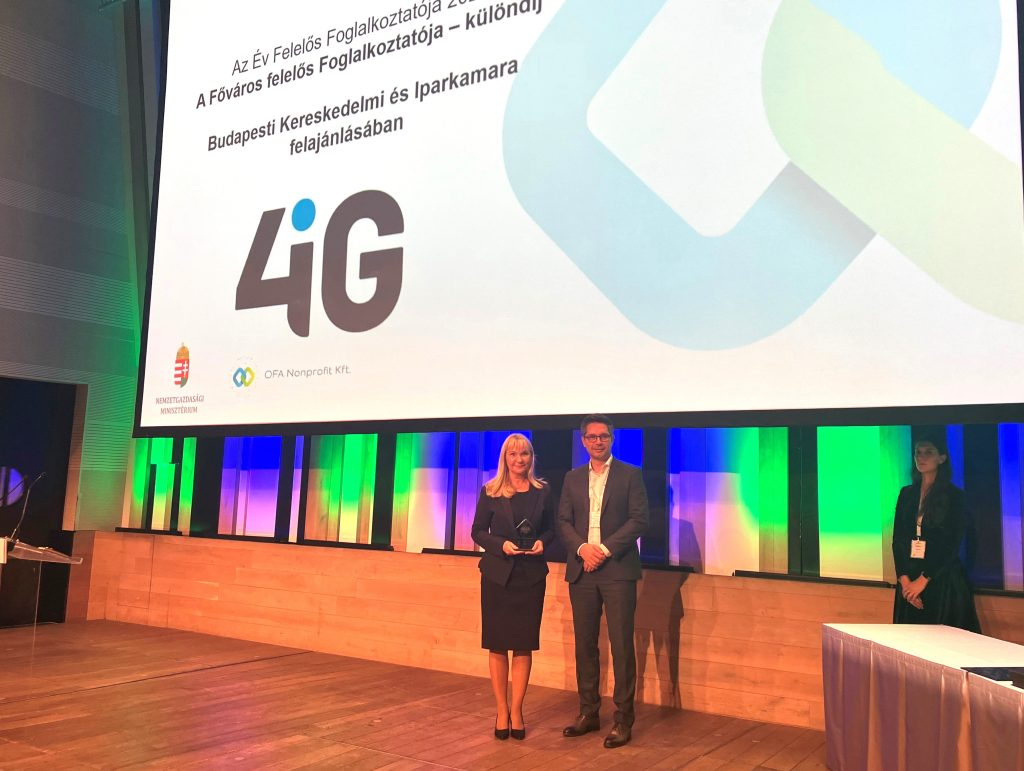 Az Év Felelős Foglalkoztatója
A Főváros felelős Foglalkoztatója – különdíj
Budapesti Kereskedelmi és Iparkamara
felajánlásában
4iG
NEMZETGAZDASÁGI
MINISZTÉRIUM
OFA Nonprofit Kft.